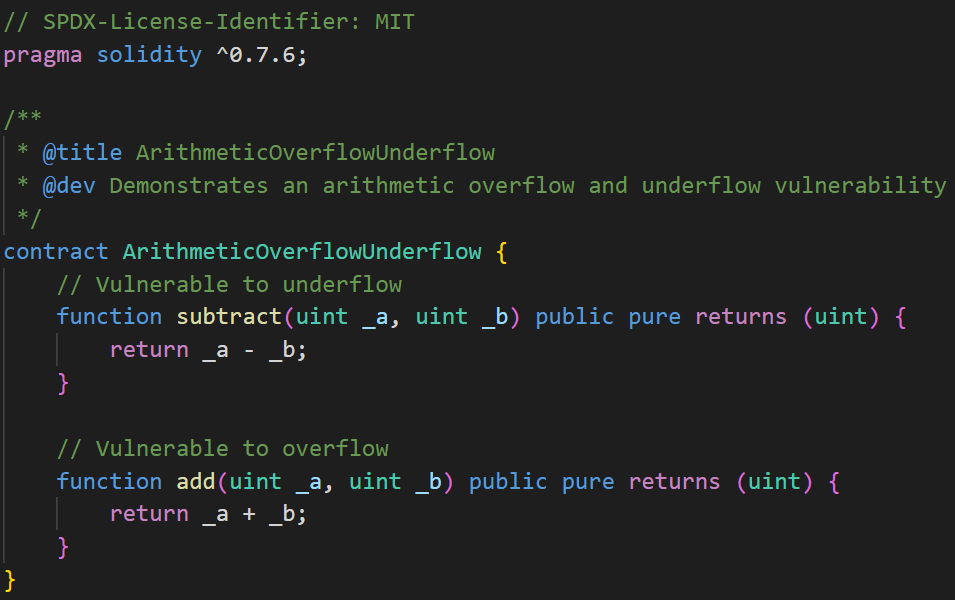 // SPDX-License-Identifier: MIT
pragma solidity ^0.7.6;
/**
 * @title ArithmeticOverflowUnderflow
 * @dev Demonstrates an arithmetic overflow and underflow vulnerability
 */
contract ArithmeticOverflowUnderflow {
    // Vulnerable to underflow
    function subtract(uint _a, uint _b) public pure returns (uint) {
        return _a - _b;
    }
    // Vulnerable to overflow
    function add(uint _a, uint _b) public pure returns (uint) {
        return _a + _b;
    }
}